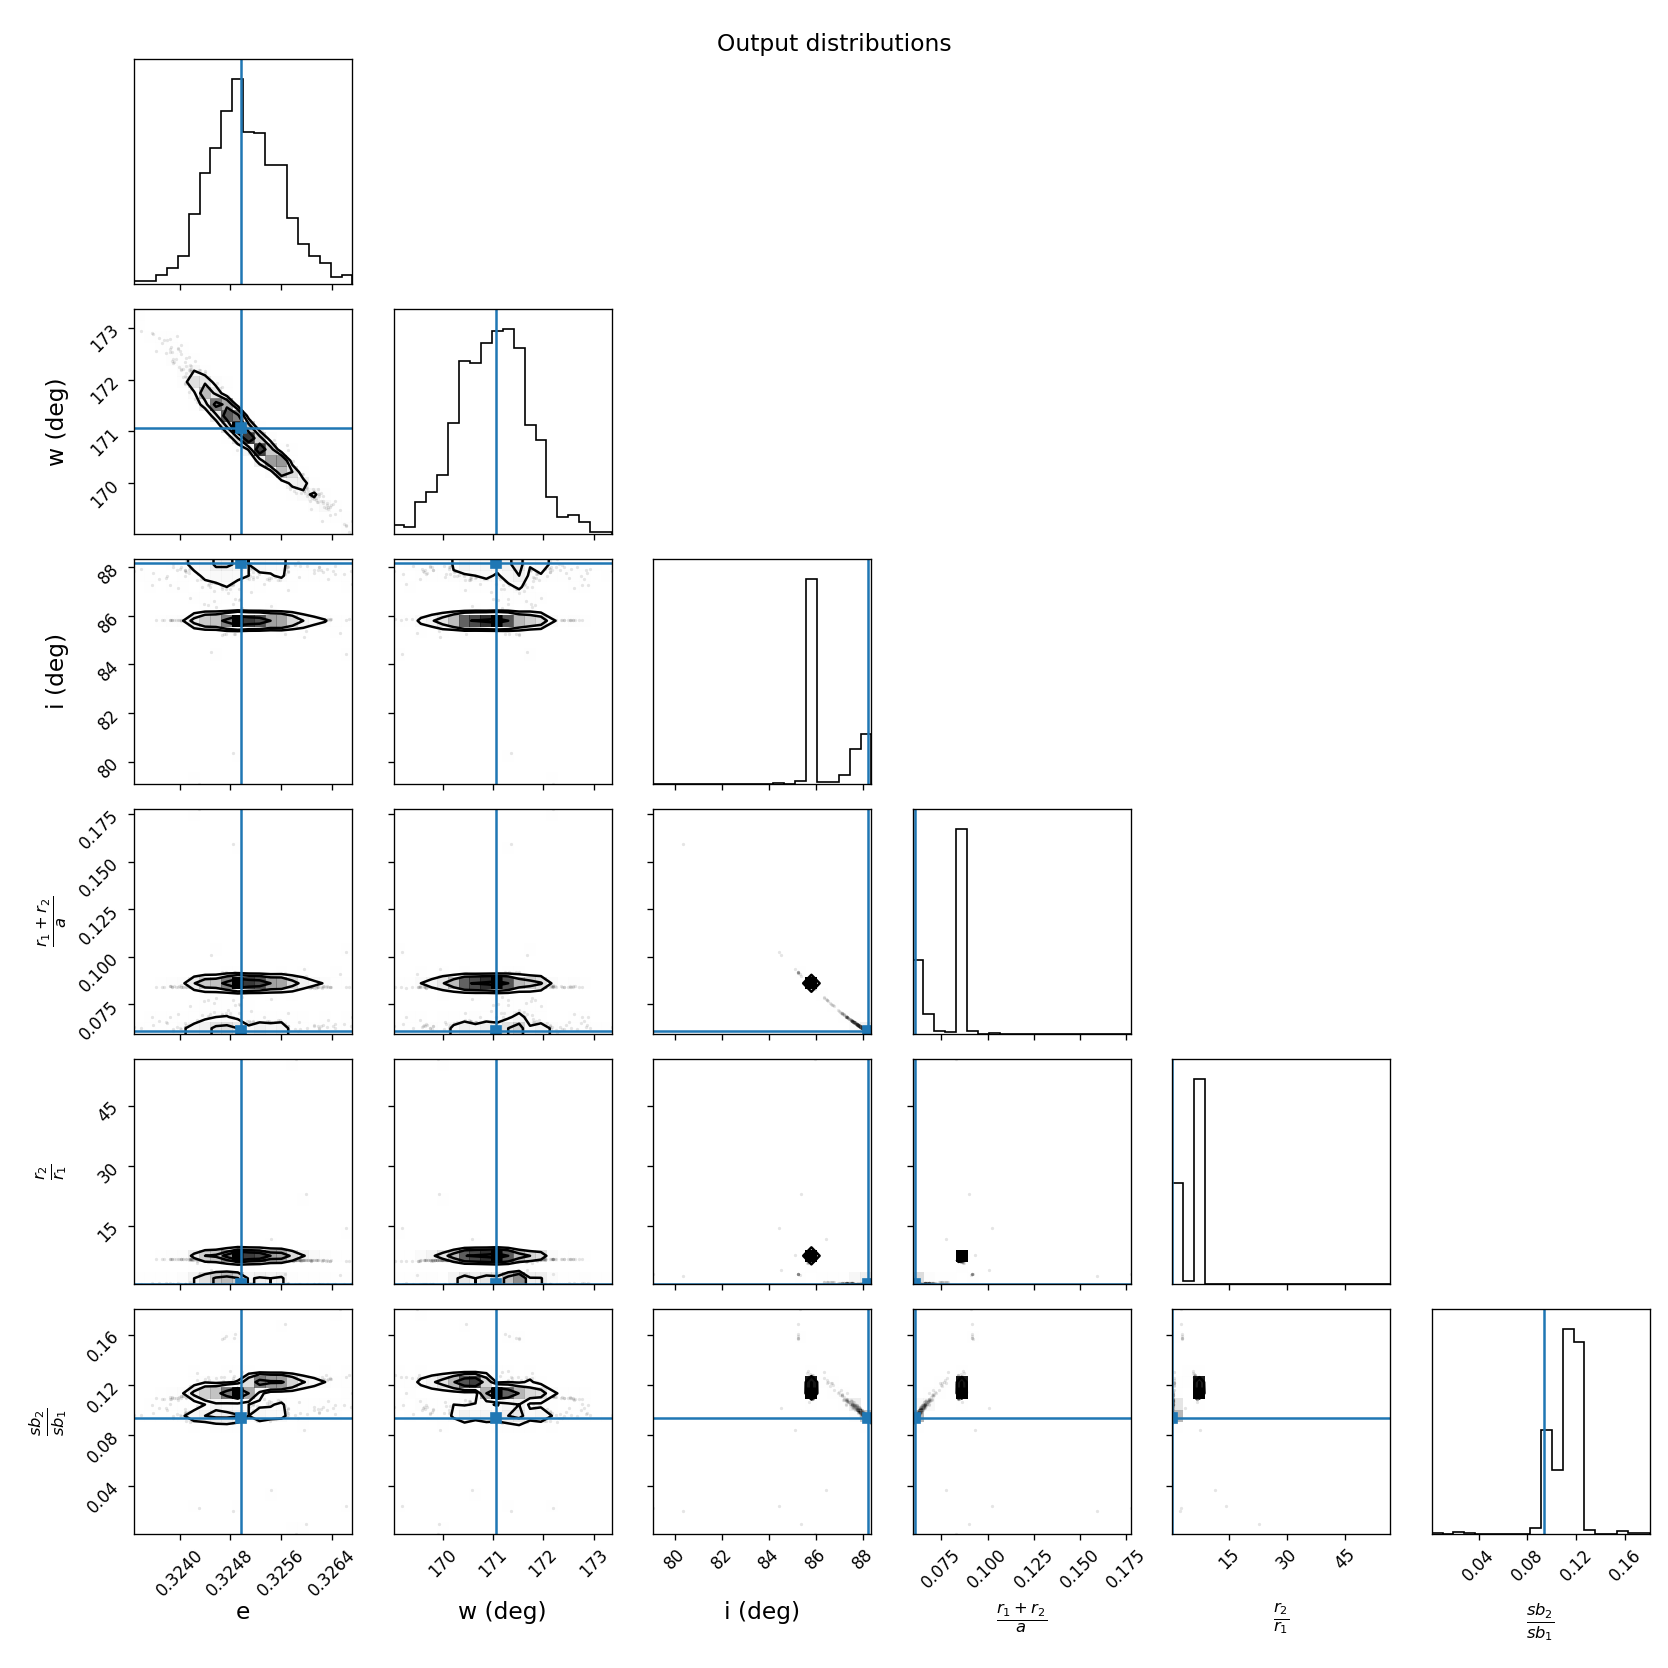 Output distributions
173
172
171
170
w (deg)
88
86
84
82
80
i (deg)
0.175
0.150
0.125
0.100
0.075
r₁ + r₂
a
45
30
15
r₂
r₁
0.16
0.12
0.08
0.04
sb₂
sb₁
0.3240 0.3248 0.3256 0.3264
170 171 172 173
80 82 84 86 88
0.075 0.100 0.125 0.150 0.175
15 30 45
0.04 0.08 0.12 0.16
e
w (deg)
i (deg)
r₁ + r₂
a
r₂
r₁
sb₂
sb₁